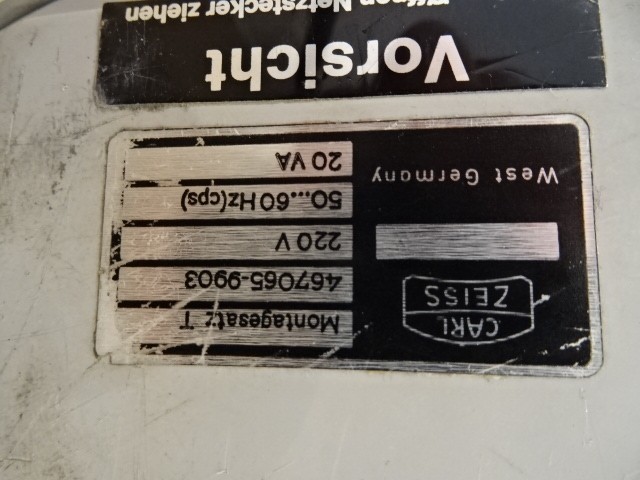 CARL
ZEISS
West Germany
Montagesatz T
467065-9903
220 V
50...60 Hz(cps)
20 VA
Vorsicht
Netzstecker ziehen